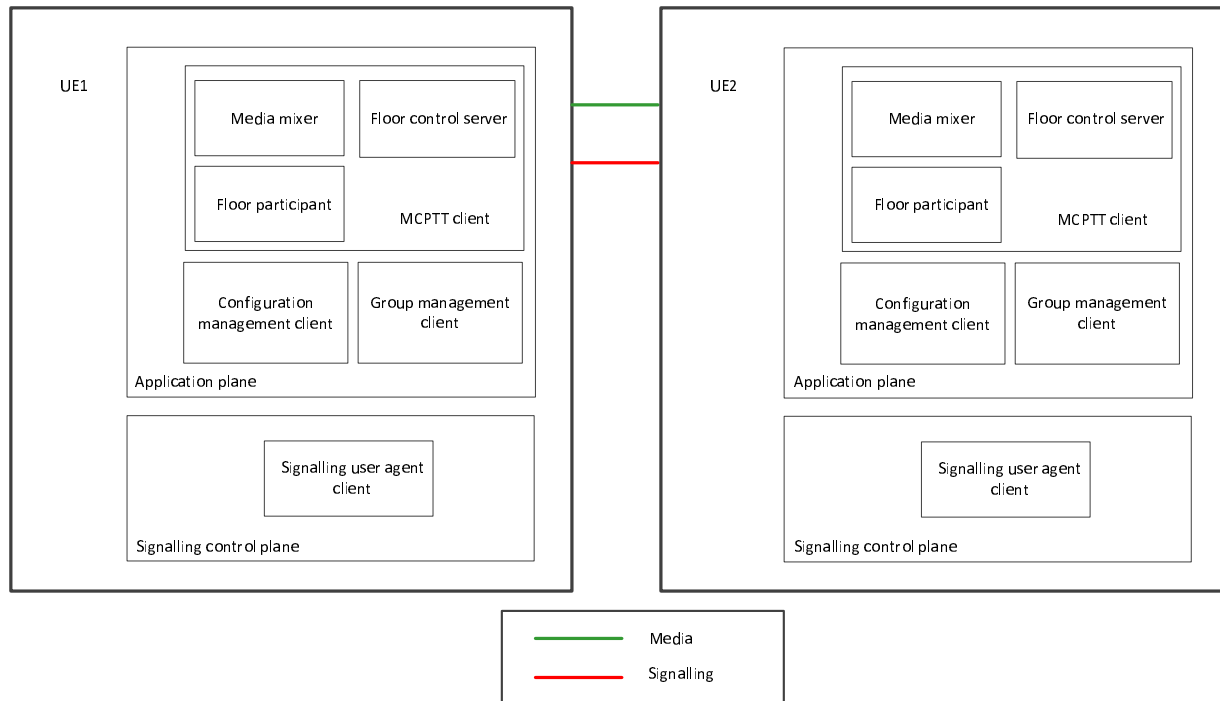 UE1
Media mixer
Floor control server
Floor participant
MCPTT client
Configuration
management client
Group management
client
Application plane
Signalling user agent
client
Signalling control plane
UE2
Media mixer
Floor control server
Floor participant
MCPTT client
Configuration
management client
Group management
client
Application plane
Signalling user agent
client
Signalling control plane
Media
Signalling